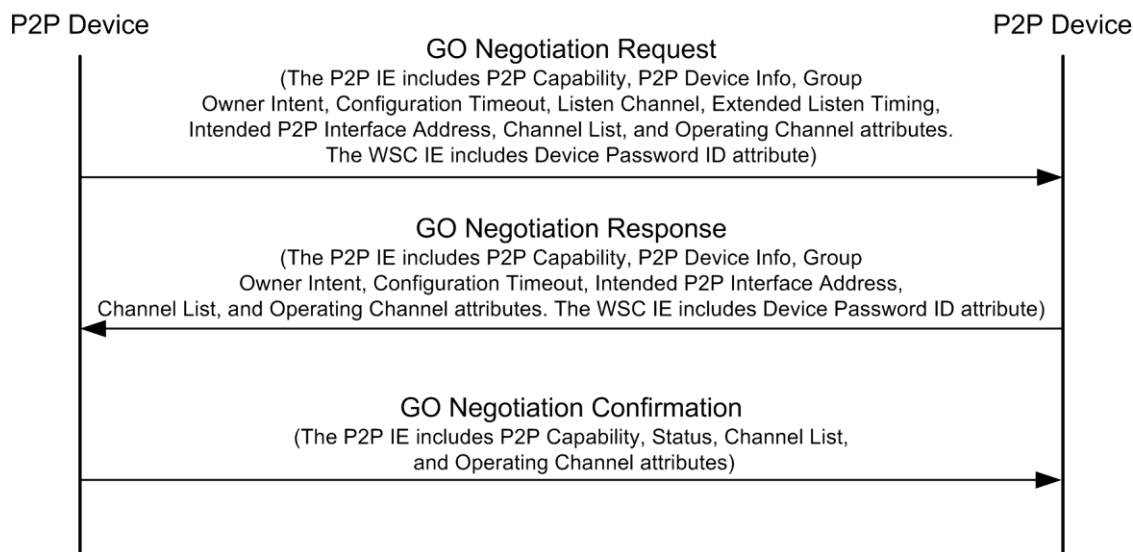 P2P Device
P2P Device
GO Negotiation Request
(The P2P IE includes P2P Capability, P2P Device Info, Group
Owner Intent, Configuration Timeout, Listen Channel, Extended Listen Timing,
Intended P2P Interface Address, Channel List, and Operating Channel attributes.
The WSC IE includes Device Password ID attribute)
GO Negotiation Response
(The P2P IE includes P2P Capability, P2P Device Info, Group
Owner Intent, Configuration Timeout, Intended P2P Interface Address,
Channel List, and Operating Channel attributes. The WSC IE includes Device Password ID attribute)
GO Negotiation Confirmation
(The P2P IE includes P2P Capability, Status, Channel List,
and Operating Channel attributes)